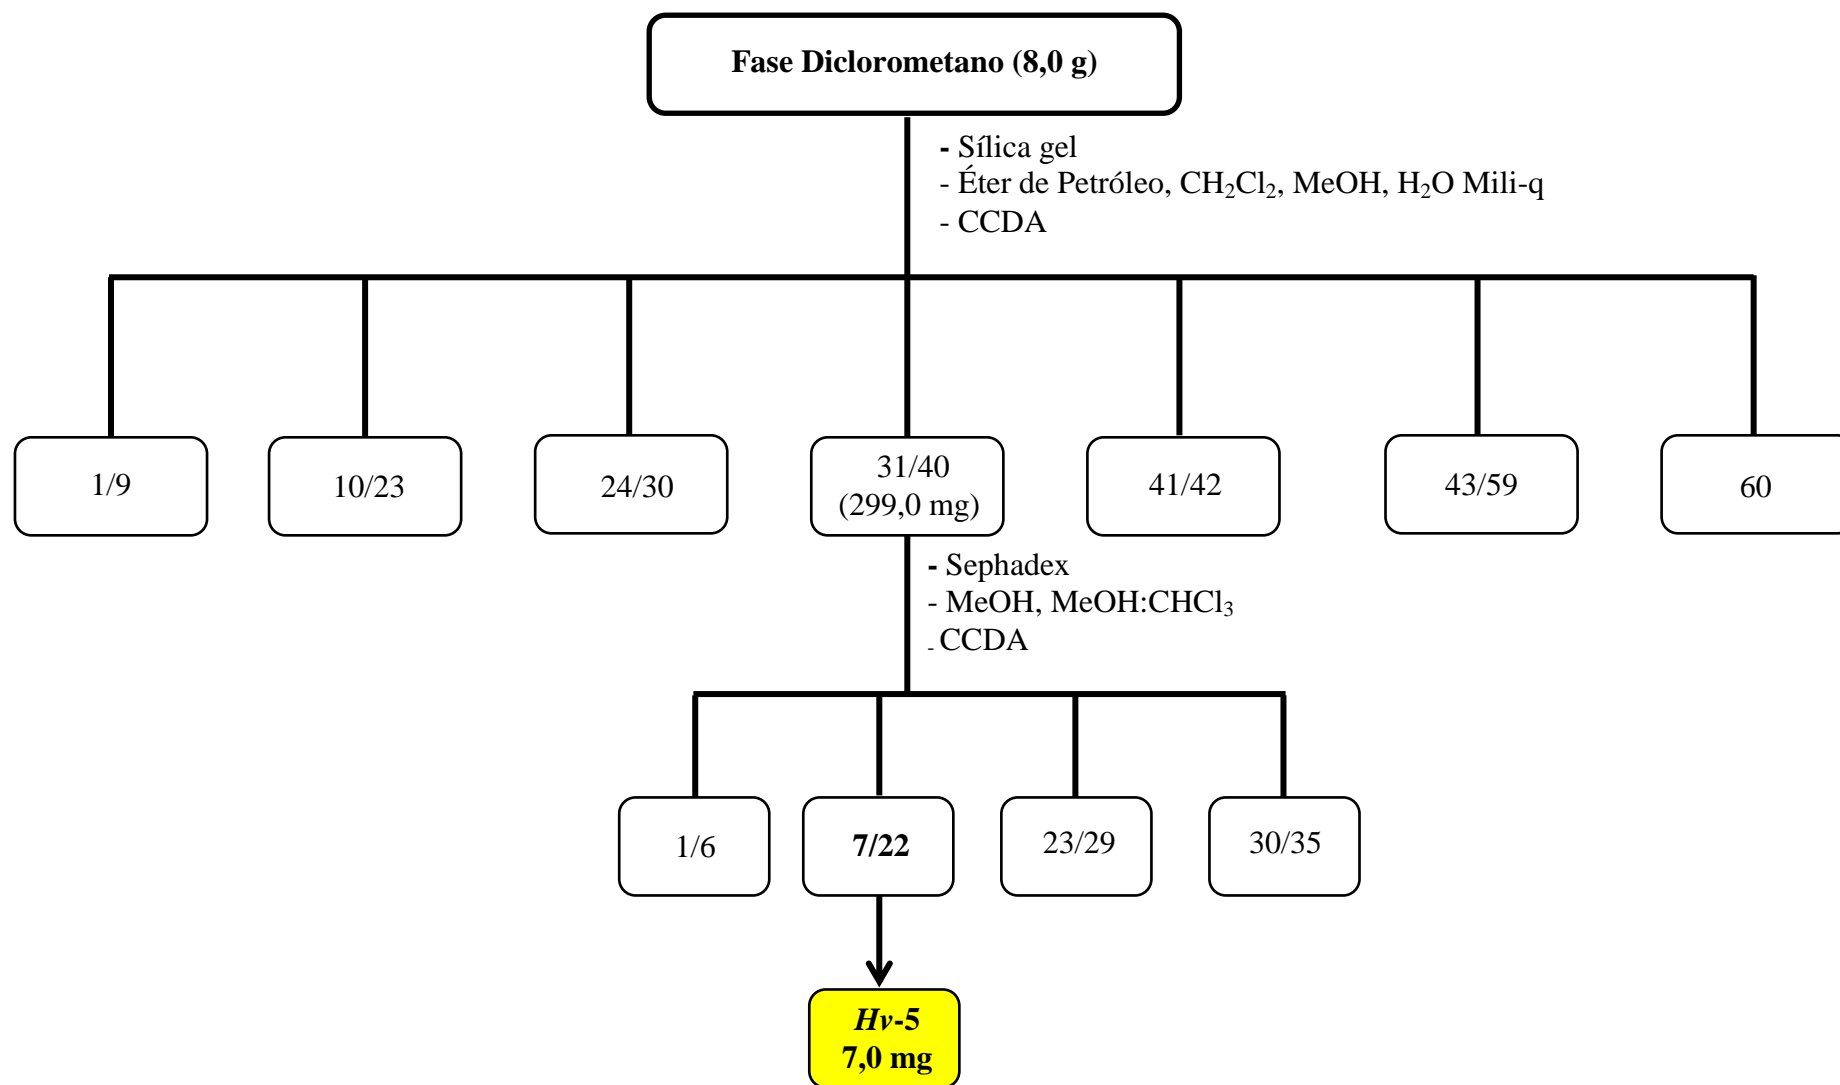 Fase Diclorometano (8,0 g)
- Sílica gel
- Éter de Petróleo, CH₂Cl₂, MeOH, H₂O Mili-q
- CCDA
1/9
10/23
24/30
31/40
(299,0 mg)
41/42
43/59
60
- Sephadex
- MeOH, MeOH:CHCl₃
- CCDA
1/6
7/22
23/29
30/35
Hv-5
7,0 mg